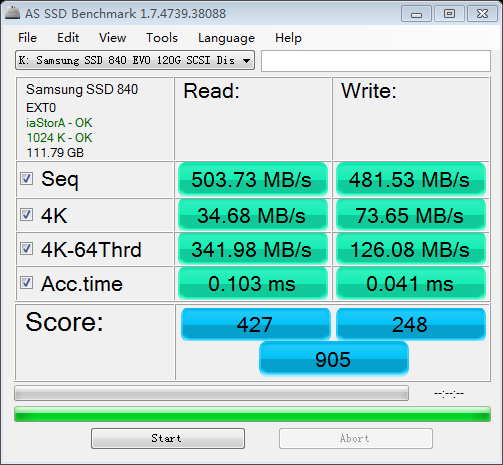 AS SSD Benchmark 1.7.4739.38088
File Edit View Tools Language Help
K: Samsung SSD 840 EVO 120G SCSI Dis
Samsung SSD 840
EXT0
iaStorA - OK
1024 K - OK
111.79 GB
Read: Write:
Seq 503.73 MB/s 481.53 MB/s
4K 34.68 MB/s 73.65 MB/s
4K-64Thrd 341.98 MB/s 126.08 MB/s
Acc.time 0.103 ms 0.041 ms
Score: 427 248
905
--:--:--
Start Abort